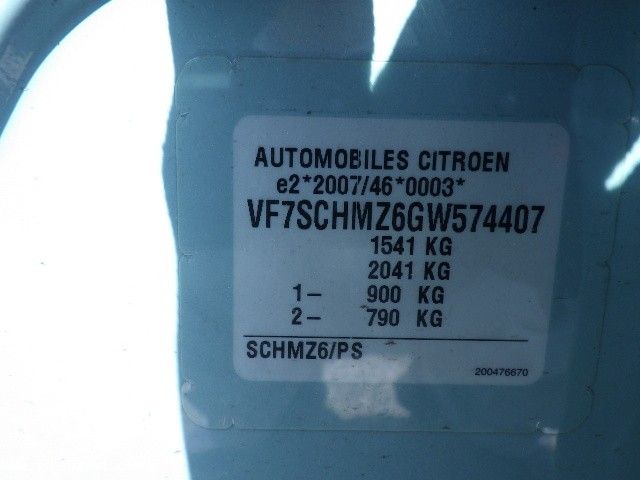 AUTOMOBILES CITROEN
e2*2007/46*0003*
VF7SCHMZ6GW574407
1541 KG
2041 KG
1- 900 KG
2- 790 KG
SCHMZ6/PS
200476670